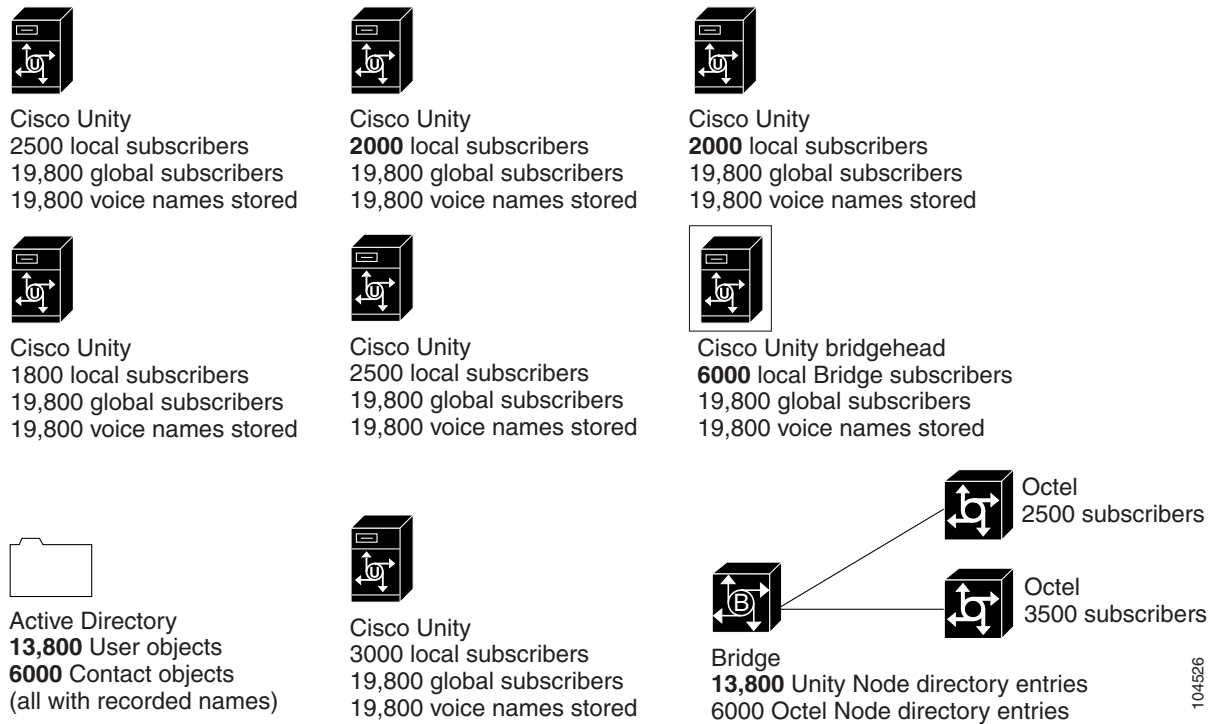 Cisco Unity
2500 local subscribers
19,800 global subscribers
19,800 voice names stored
Cisco Unity
2000 local subscribers
19,800 global subscribers
19,800 voice names stored
Cisco Unity
2000 local subscribers
19,800 global subscribers
19,800 voice names stored
Cisco Unity
1800 local subscribers
19,800 global subscribers
19,800 voice names stored
Cisco Unity
2500 local subscribers
19,800 global subscribers
19,800 voice names stored
Cisco Unity bridgehead
6000 local Bridge subscribers
19,800 global subscribers
19,800 voice names stored
Active Directory
13,800 User objects
6000 Contact objects
(all with recorded names)
Cisco Unity
3000 local subscribers
19,800 global subscribers
19,800 voice names stored
Octel
2500 subscribers
Octel
3500 subscribers
B
Bridge
13,800 Unity Node directory entries
6000 Octel Node directory entries
104526